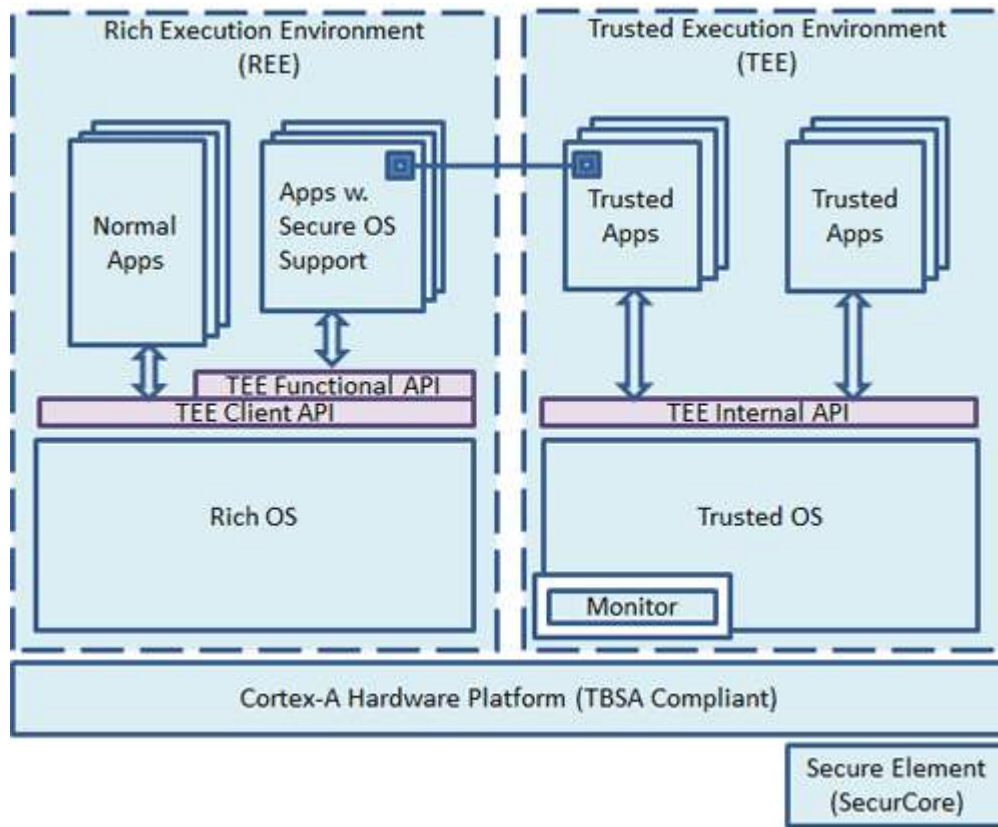 Rich Execution Environment
(REE)
Trusted Execution Environment
(TEE)
Normal
Apps
Apps w.
Secure OS
Support
Trusted
Apps
Trusted
Apps
TEE Functional API
TEE Client API
TEE Internal API
Rich OS
Trusted OS
Monitor
Cortex-A Hardware Platform (TBSA Compliant)
Secure Element
(SecurCore)